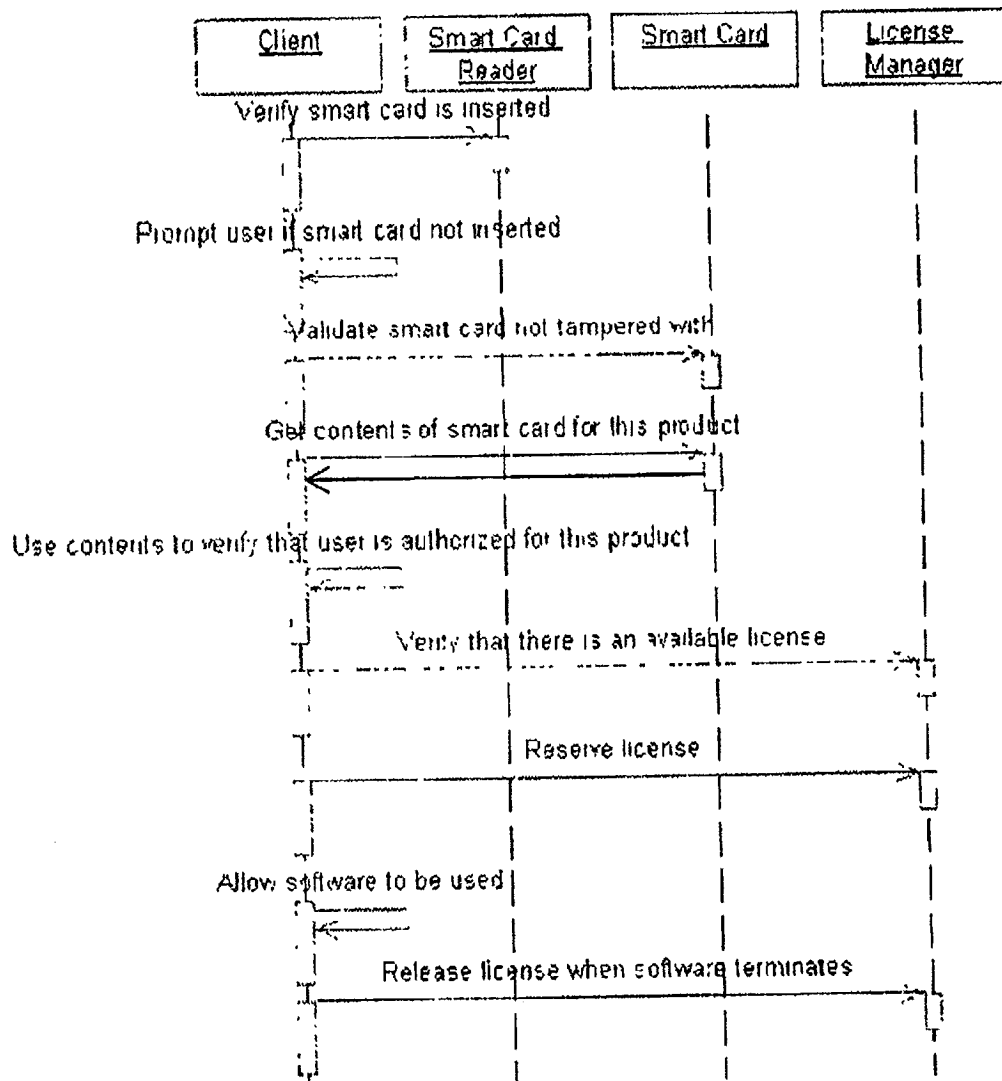 Client
Smart Card
Reader
Smart Card
License
Manager
Verify smart card is inserted
Prompt user if smart card not inserted
Validate smart card not tampered with
Get contents of smart card for this product
Use contents to verify that user is authorized for this product
Verify that there is an available license
Reserve license
Allow software to be used
Release license when software terminates